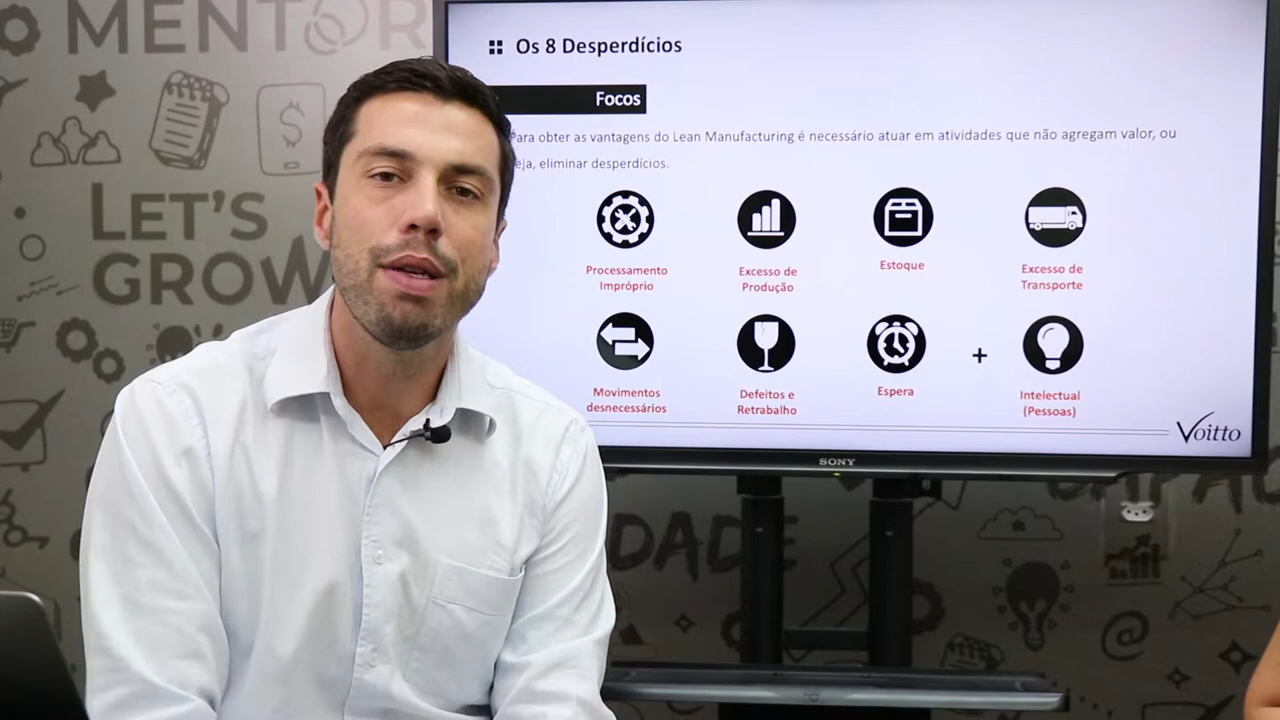 MENTOR
LET'S
GROW
Os 8 Desperdícios
Focos
Para obter as vantagens do Lean Manufacturing é necessário atuar em atividades que não agregam valor, ou
eja, eliminar desperdícios.
Processamento
Impróprio
Excesso de
Produção
Estoque
Excesso de
Transporte
Movimentos
desnecessários
Defeitos e
Retrabalho
Espera
+
Intelectual
(Pessoas)
Voitto
SONY
DADE